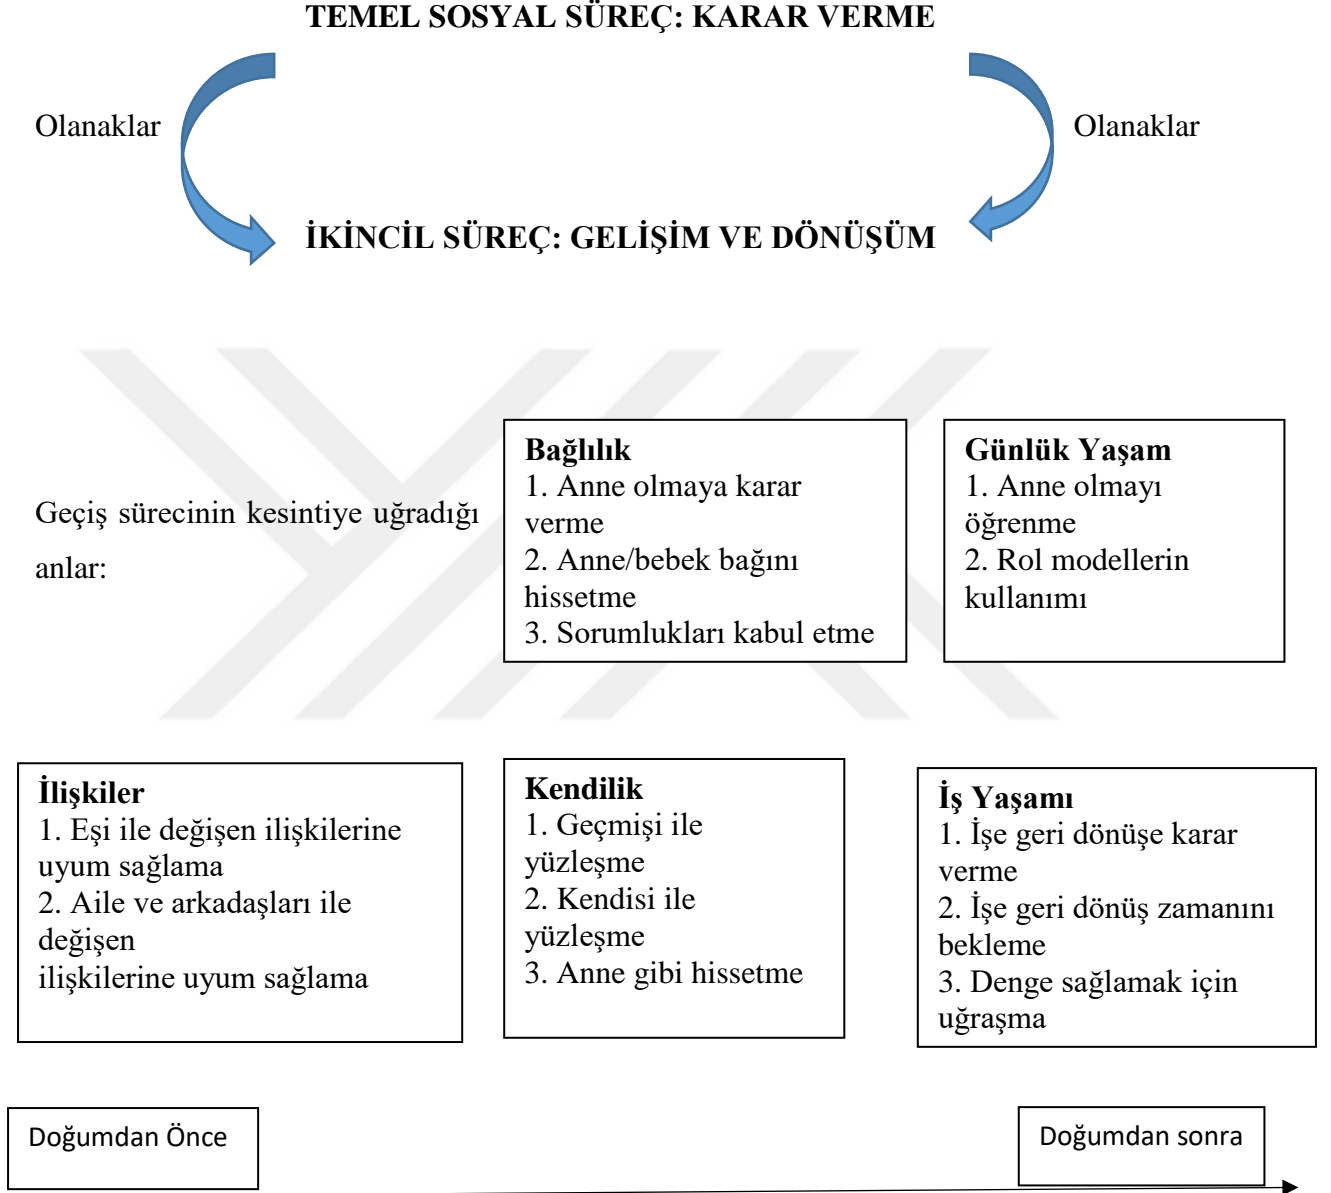 TEMEL SOSYAL SÜREÇ: KARAR VERME
Olanaklar
Olanaklar
İKİNCİL SÜREÇ: GELİŞİM VE DÖNÜŞÜM
Geçiş sürecinin kesintiye uğradığı
anlar:
Bağlılık
1. Anne olmaya karar
verme
2. Anne/bebek bağını
hissetme
3. Sorumlukları kabul etme
Günlük Yaşam
1. Anne olmayı
öğrenme
2. Rol modellerin
kullanımı
İlişkiler
1. Eşi ile değişen ilişkilerine
uyum sağlama
2. Aile ve arkadaşları ile
değişen
ilişkilerine uyum sağlama
Kendilik
1. Geçmişi ile
yüzleşme
2. Kendisi ile
yüzleşme
3. Anne gibi hissetme
İş Yaşamı
1. İşe geri dönüşe karar
verme
2. İşe geri dönüş zamanını
bekleme
3. Denge sağlamak için
uğraşma
Doğumdan Önce
Doğumdan sonra